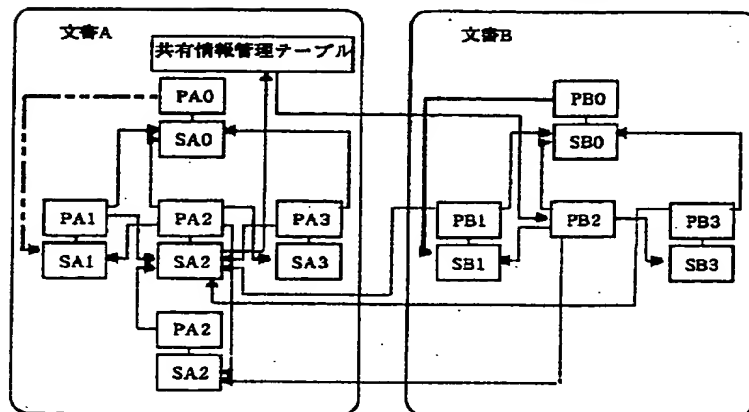 文書A
共有情報管理テーブル
PA0
SA0
PA1
SA1
PA2
SA2
PA3
SA3
PA2
SA2
文書B
PB0
SB0
PB1
SB1
PB2
PB3
SB3